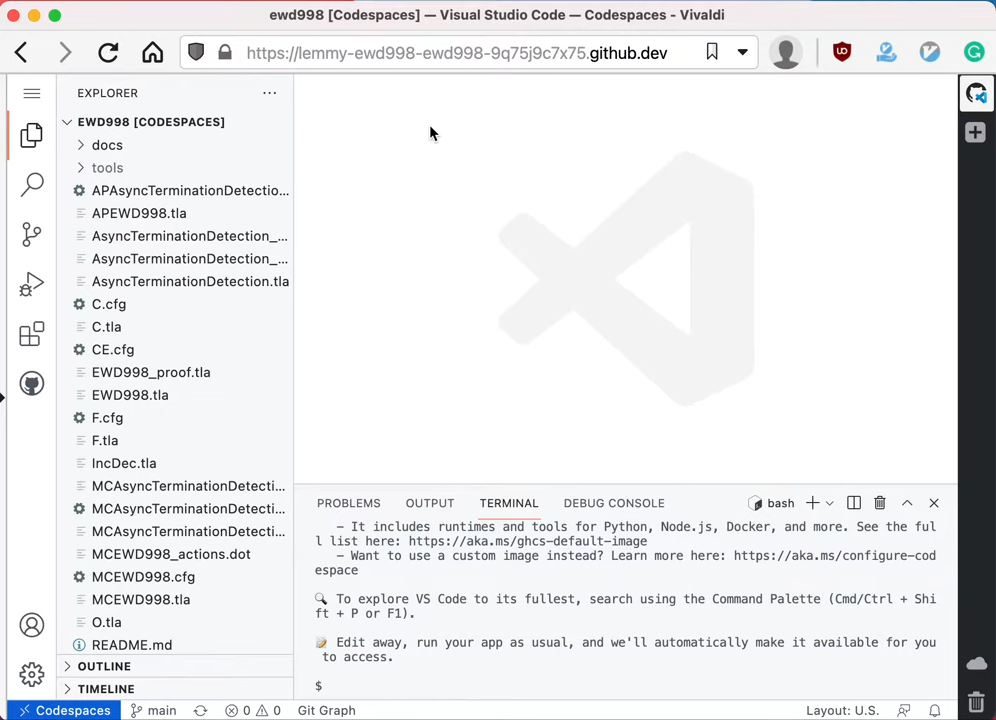 ewd998 [Codespaces] — Visual Studio Code — Codespaces - Vivaldi
https://lemmy-ewd998-ewd998-9q75j9c7x75.github.dev
EXPLORER
EWD998 [CODESPACES]
docs
tools
APAsyncTerminationDetectio...
APEWD998.tla
AsyncTerminationDetection_...
AsyncTerminationDetection_...
AsyncTerminationDetection.tla
C.cfg
C.tla
CE.cfg
EWD998_proof.tla
EWD998.tla
F.cfg
F.tla
IncDec.tla
MCAsyncTerminationDetecti...
MCAsyncTerminationDetecti...
MCAsyncTerminationDetecti...
MCEWD998_actions.dot
MCEWD998.cfg
MCEWD998.tla
O.tla
README.md
OUTLINE
TIMELINE
PROBLEMS OUTPUT TERMINAL DEBUG CONSOLE bash
- It includes runtimes and tools for Python, Node.js, Docker, and more. See the ful
l list here: https://aka.ms/ghcs-default-image
- Want to use a custom image instead? Learn more here: https://aka.ms/configure-cod
espace
🔍 To explore VS Code to its fullest, search using the Command Palette (Cmd/Ctrl + Shi
ft + P or F1).
📝 Edit away, run your app as usual, and we'll automatically make it available for you
to access.
$
Codespaces main 0 0 Git Graph Layout: U.S.